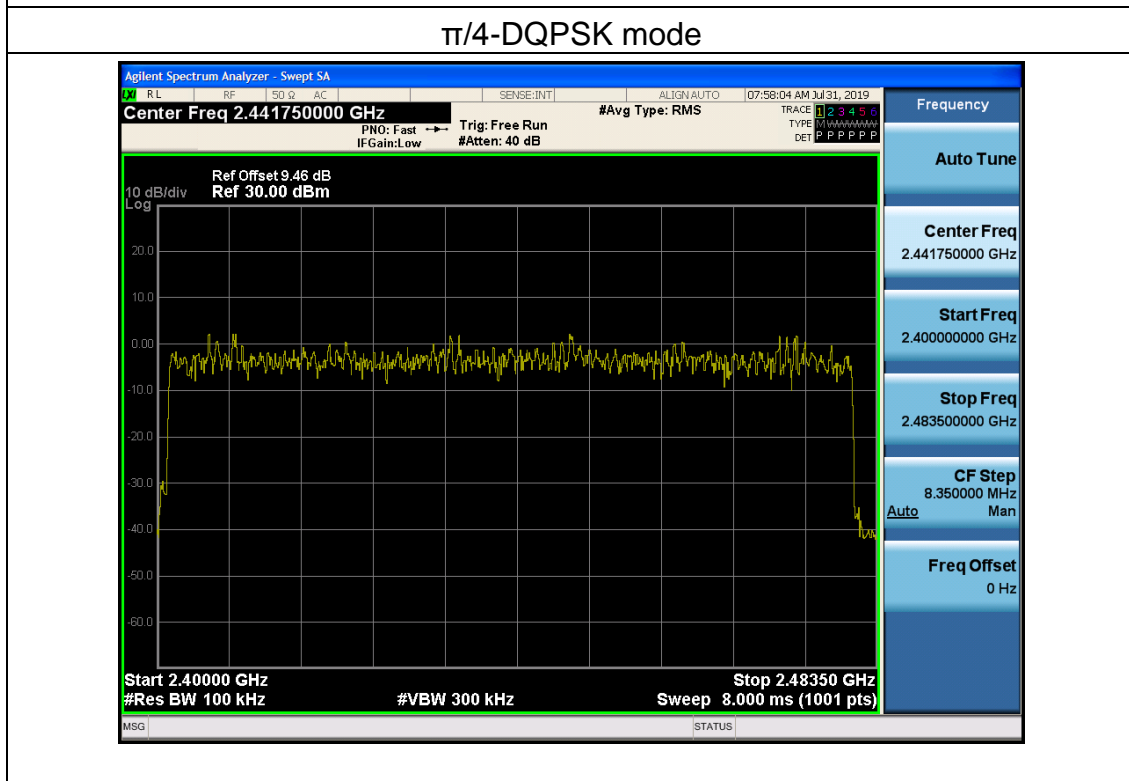 π/4-DQPSK mode
Agilent Spectrum Analyzer - Swept SA
LXI RL RF 50 Ω AC SENSE:INT ALIGNAUTO 07:58:04 AM Jul 31, 2019
Center Freq 2.441750000 GHz
PNO: Fast
IFGain:Low
Trig: Free Run
#Atten: 40 dB
#Avg Type: RMS
TRACE 1 2 3 4 5 6
TYPE M WWWWW
DET P P P P P P
Frequency
Auto Tune
Center Freq
2.441750000 GHz
Start Freq
2.400000000 GHz
Stop Freq
2.483500000 GHz
CF Step
8.350000 MHz
Auto Man
Freq Offset
0 Hz
Ref Offset 9.46 dB
10 dB/div Ref 30.00 dBm
Log
20.0
10.0
0.00
-10.0
-20.0
-30.0
-40.0
-50.0
-60.0
Start 2.40000 GHz Stop 2.48350 GHz
#Res BW 100 kHz #VBW 300 kHz Sweep 8.000 ms (1001 pts)
MSG STATUS